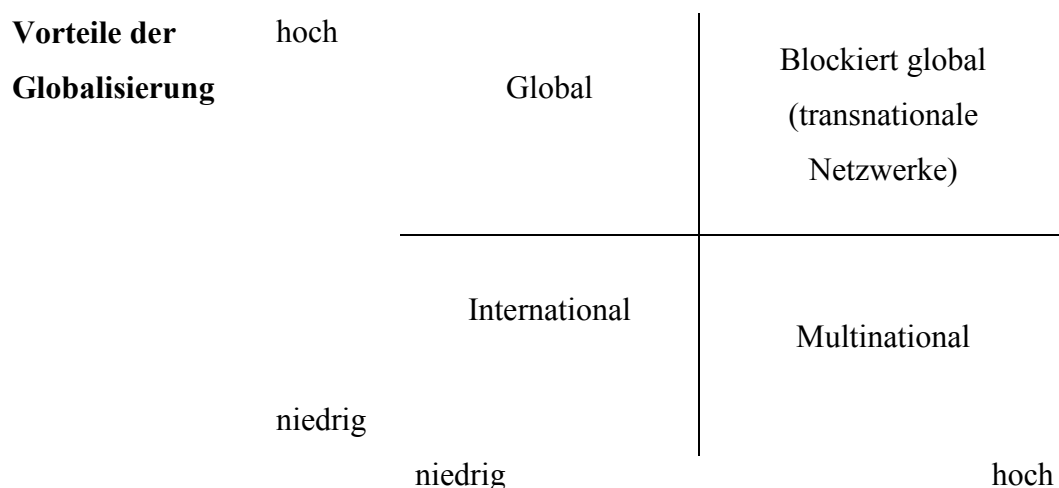 Vorteile der
Globalisierung
hoch
Global
Blockiert global
(transnationale
Netzwerke)
International
Multinational
niedrig
niedrig
hoch